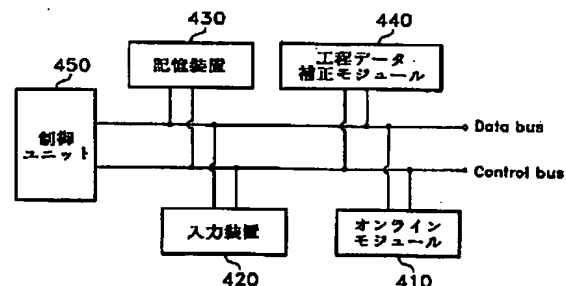 430
記憶装置
440
工程データ
補正モジュール
450
制御
ユニット
Data bus
Control bus
入力装置
420
オンライン
モジュール
410